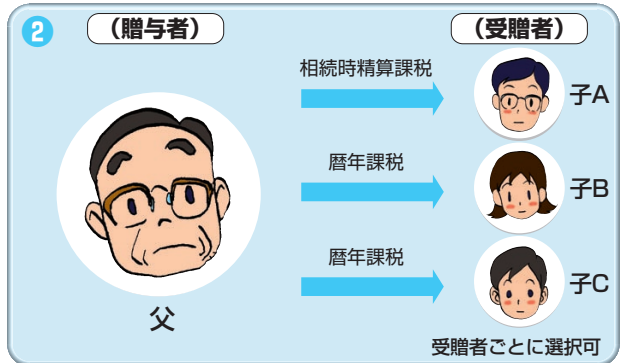 2
(贈与者)
(受贈者)
相続時精算課税
子A
暦年課税
子B
暦年課税
子C
父
受贈者ごとに選択可